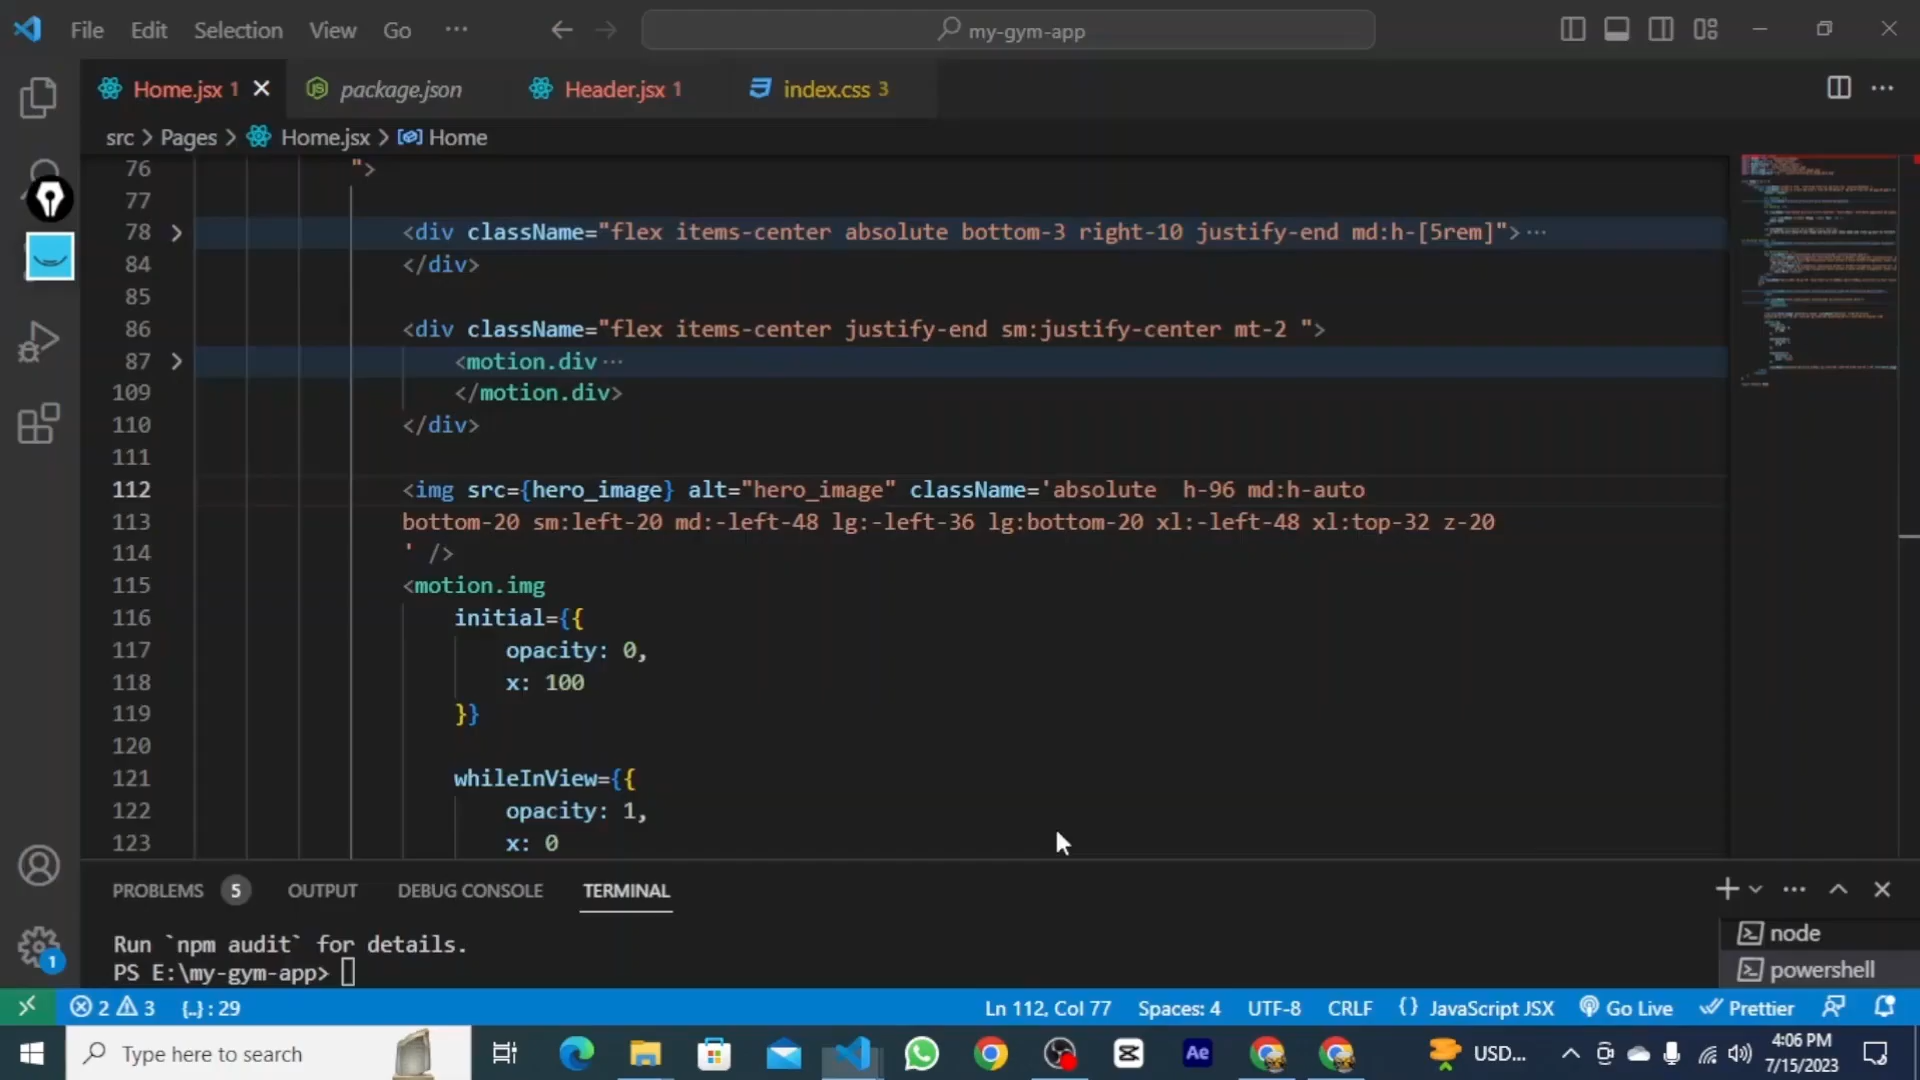 File Edit Selection View Go ···
my-gym-app
Home.jsx 1
package.json
Header.jsx 1
index.css 3
src > Pages > Home.jsx > Home
76 ">
77
78 <div className="flex items-center absolute bottom-3 right-10 justify-end md:h-[5rem]">···
84 </div>
85
86 <div className="flex items-center justify-end sm:justify-center mt-2 ">
87 <motion.div···
109 </motion.div>
110 </div>
111
112 <img src={hero_image} alt="hero_image" className='absolute  h-96 md:h-auto
113 bottom-20 sm:left-20 md:-left-48 lg:-left-36 lg:bottom-20 xl:-left-48 xl:top-32 z-20
114 ' />
115 <motion.img
116 initial={{
117 opacity: 0,
118 x: 100
119 }}
120
121 whileInView={{
122 opacity: 1,
123 x: 0
PROBLEMS 5 OUTPUT DEBUG CONSOLE TERMINAL
Run `npm audit` for details.
PS E:\my-gym-app>
node
powershell
1
2 3 {..} : 29
Ln 112, Col 77 Spaces: 4 UTF-8 CRLF {} JavaScript JSX Go Live Prettier
Type here to search
Ae
USD...
4:06 PM
7/15/2023